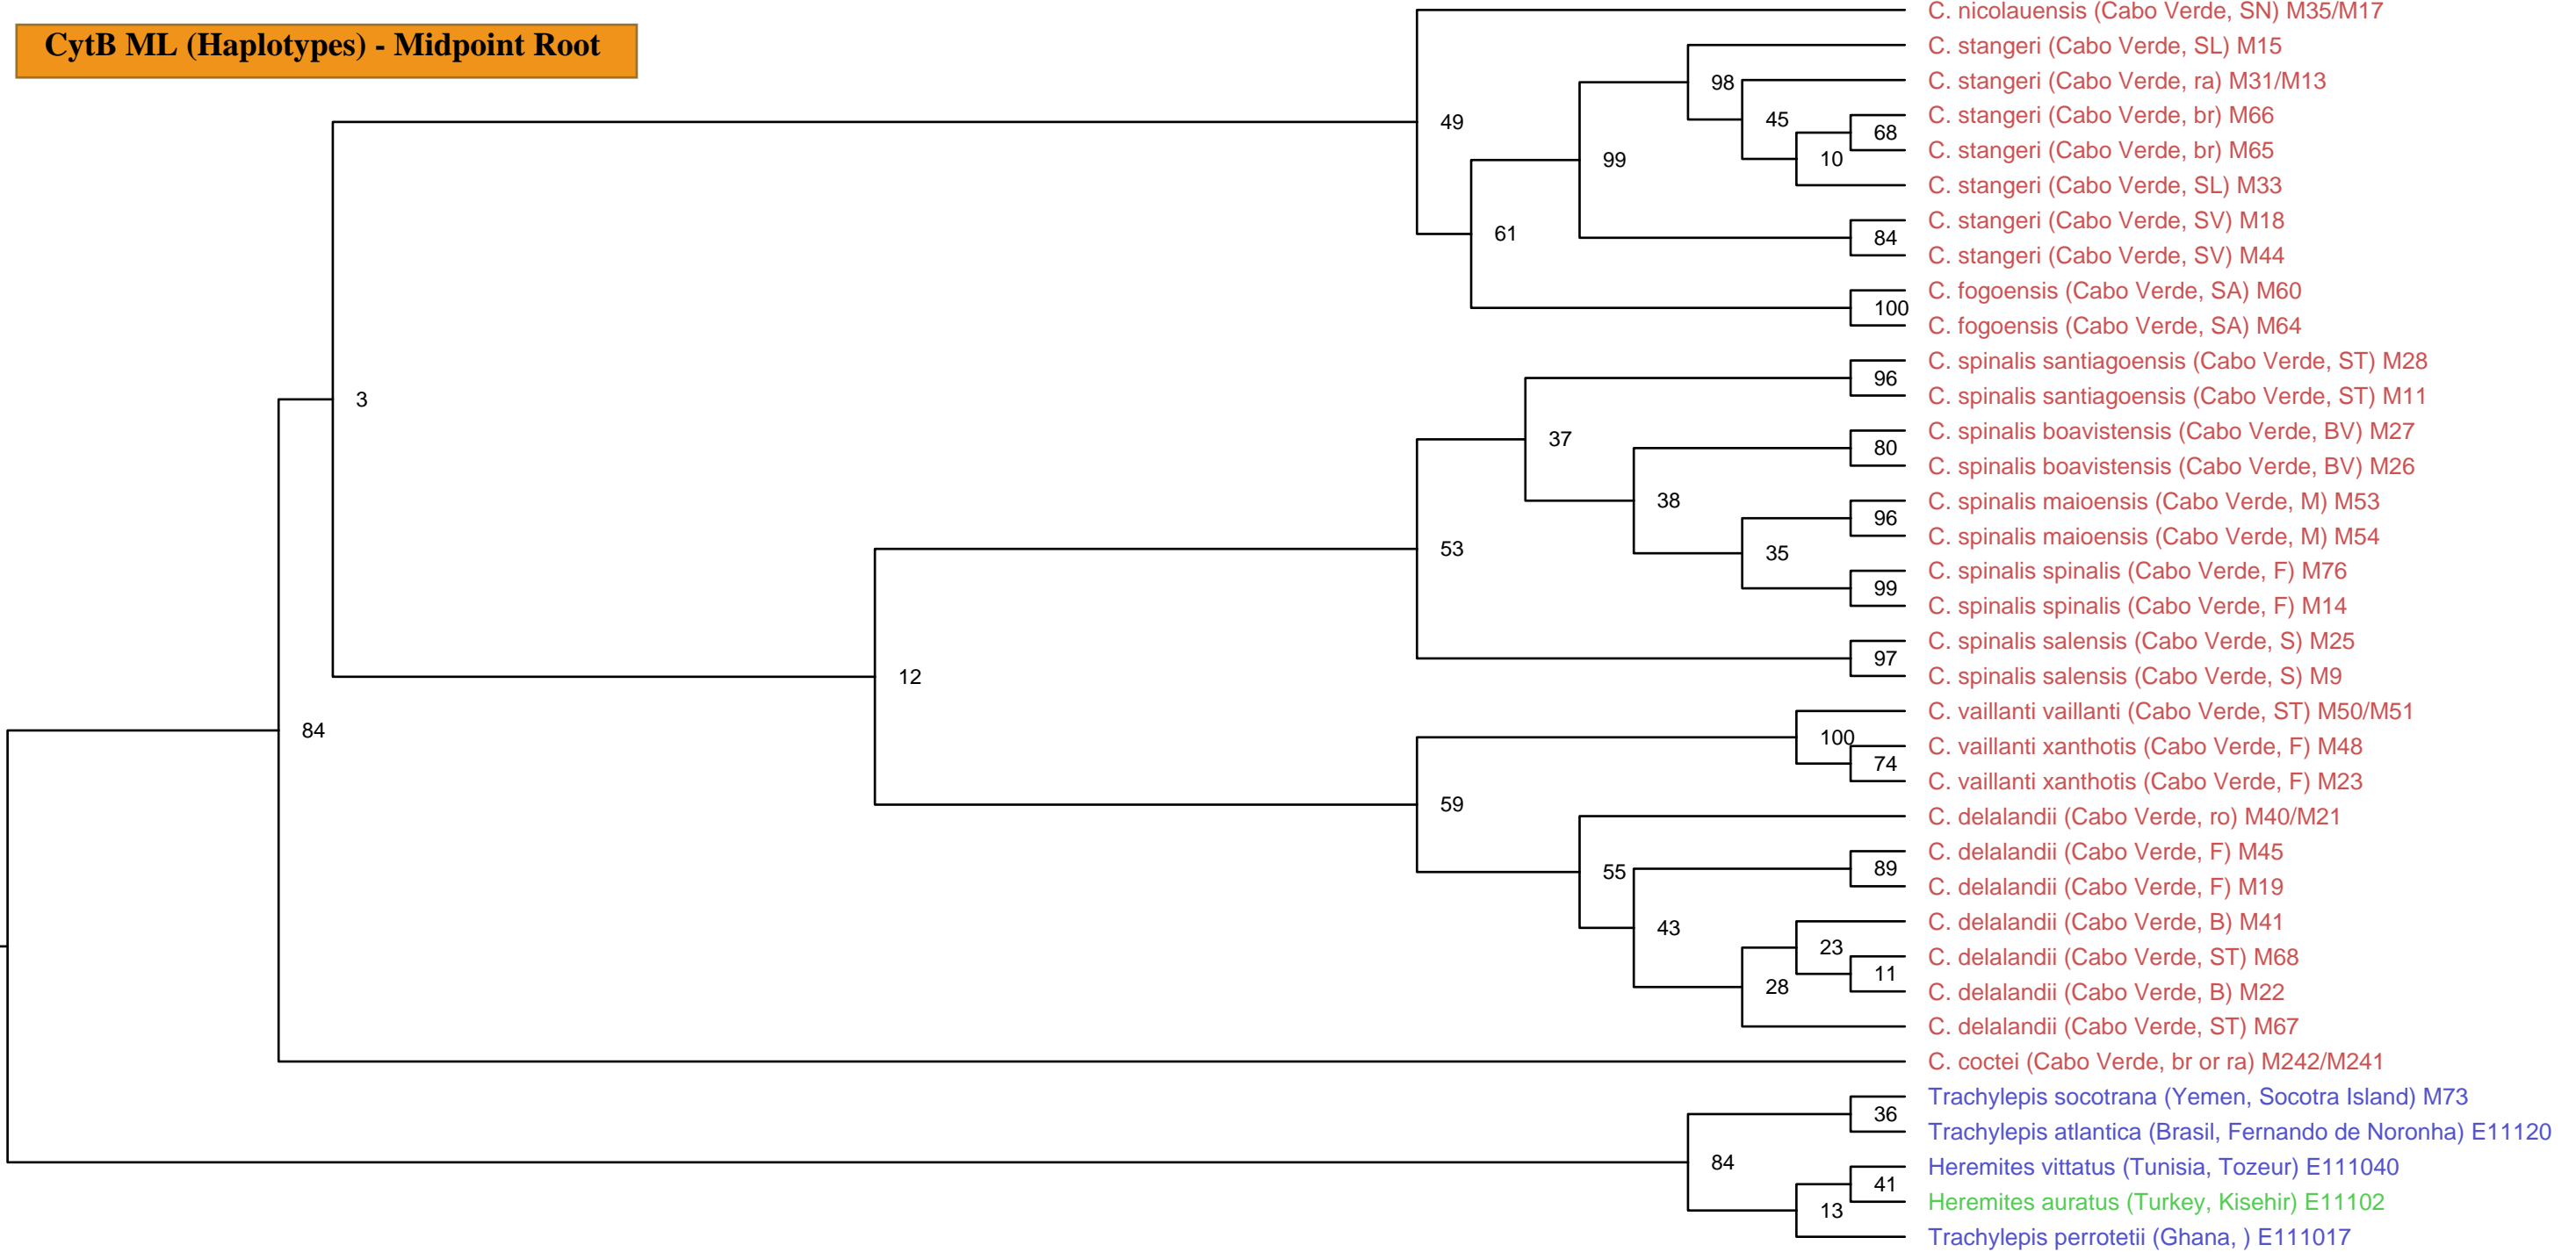 CytB ML (Haplotypes) - Midpoint Root
C. nicolauensis (Cabo Verde, SN) M35/M17
C. stangeri (Cabo Verde, SL) M15
98
C. stangeri (Cabo Verde, ra) M31/M13
49
45
C. stangeri (Cabo Verde, br) M66
68
C. stangeri (Cabo Verde, br) M65
99
10
C. stangeri (Cabo Verde, SL) M33
C. stangeri (Cabo Verde, SV) M18
61
84
C. stangeri (Cabo Verde, SV) M44
C. fogoensis (Cabo Verde, SA) M60
100
C. fogoensis (Cabo Verde, SA) M64
C. spinalis santiagoensis (Cabo Verde, ST) M28
96
3
C. spinalis santiagoensis (Cabo Verde, ST) M11
37
C. spinalis boavistensis (Cabo Verde, BV) M27
80
C. spinalis boavistensis (Cabo Verde, BV) M26
38
C. spinalis maioensis (Cabo Verde, M) M53
96
C. spinalis maioensis (Cabo Verde, M) M54
53
35
C. spinalis spinalis (Cabo Verde, F) M76
99
C. spinalis spinalis (Cabo Verde, F) M14
C. spinalis salensis (Cabo Verde, S) M25
97
12
C. spinalis salensis (Cabo Verde, S) M9
C. vaillanti vaillanti (Cabo Verde, ST) M50/M51
84
100
C. vaillanti xanthotis (Cabo Verde, F) M48
74
C. vaillanti xanthotis (Cabo Verde, F) M23
59
C. delalandii (Cabo Verde, ro) M40/M21
55
C. delalandii (Cabo Verde, F) M45
89
C. delalandii (Cabo Verde, F) M19
43
C. delalandii (Cabo Verde, B) M41
23
C. delalandii (Cabo Verde, ST) M68
11
28
C. delalandii (Cabo Verde, B) M22
C. delalandii (Cabo Verde, ST) M67
C. coctei (Cabo Verde, br or ra) M242/M241
Trachylepis socotrana (Yemen, Socotra Island) M73
36
Trachylepis atlantica (Brasil, Fernando de Noronha) E11120
84
Heremites vittatus (Tunisia, Tozeur) E111040
41
Heremites auratus (Turkey, Kisehir) E11102
13
Trachylepis perrotetii (Ghana, ) E111017